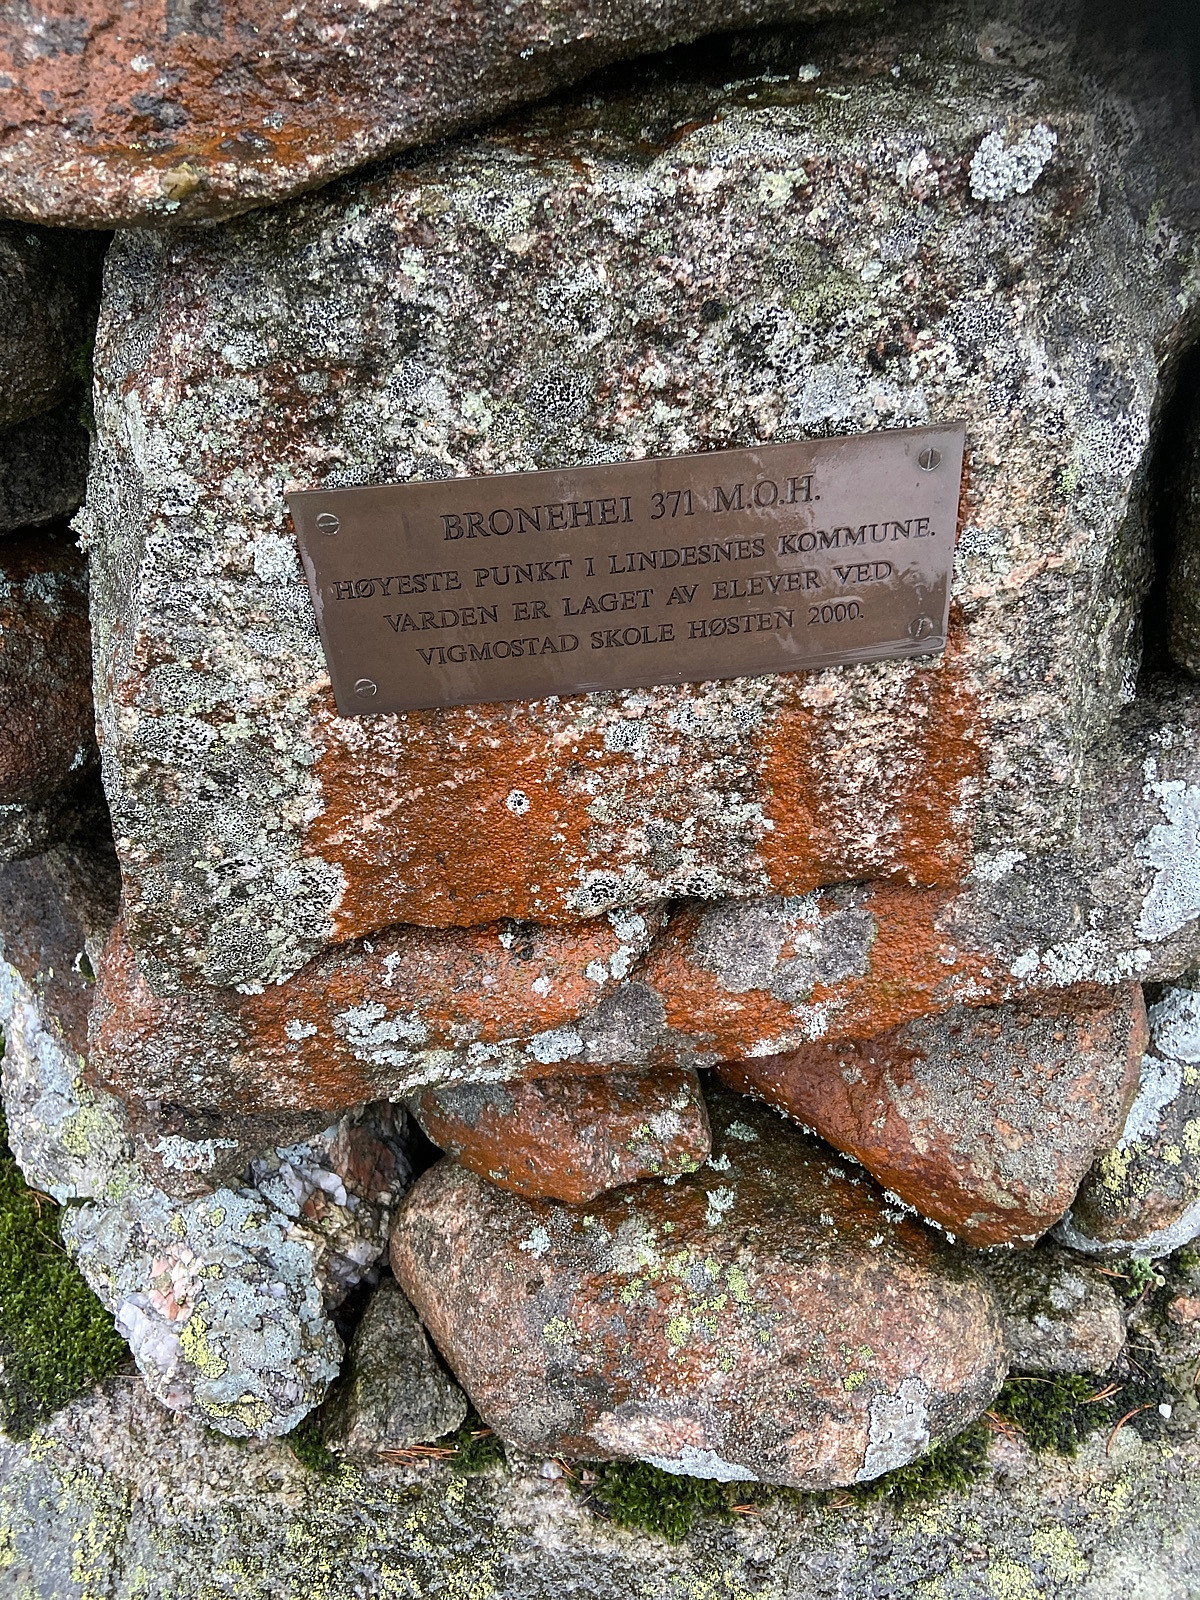 BRONEHEI 371 M.O.H.
HØYESTE PUNKT I LINDESNES KOMMUNE.
VARDEN ER LAGET AV ELEVER VED
VIGMOSTAD SKOLE HØSTEN 2000.